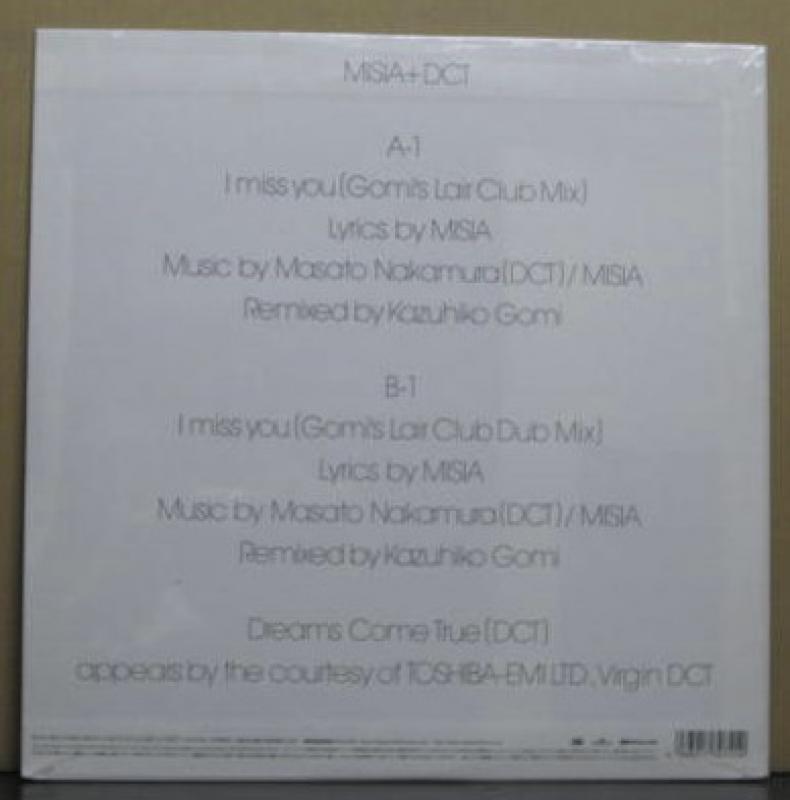 MISIA+DCT
A-1
I miss you (Gomi's Lair Club Mix)
Lyrics by MISIA
Music by Masato Nakamura (DCT) / MISIA
Remixed by Kazuhiko Gomi
B-1
I miss you (Gomi's Lair Club Dub Mix)
Lyrics by MISIA
Music by Masato Nakamura (DCT) / MISIA
Remixed by Kazuhiko Gomi
Dreams Come True (DCT)
appears by the courtesy of TOSHIBA-EMI LTD., Virgin DCT